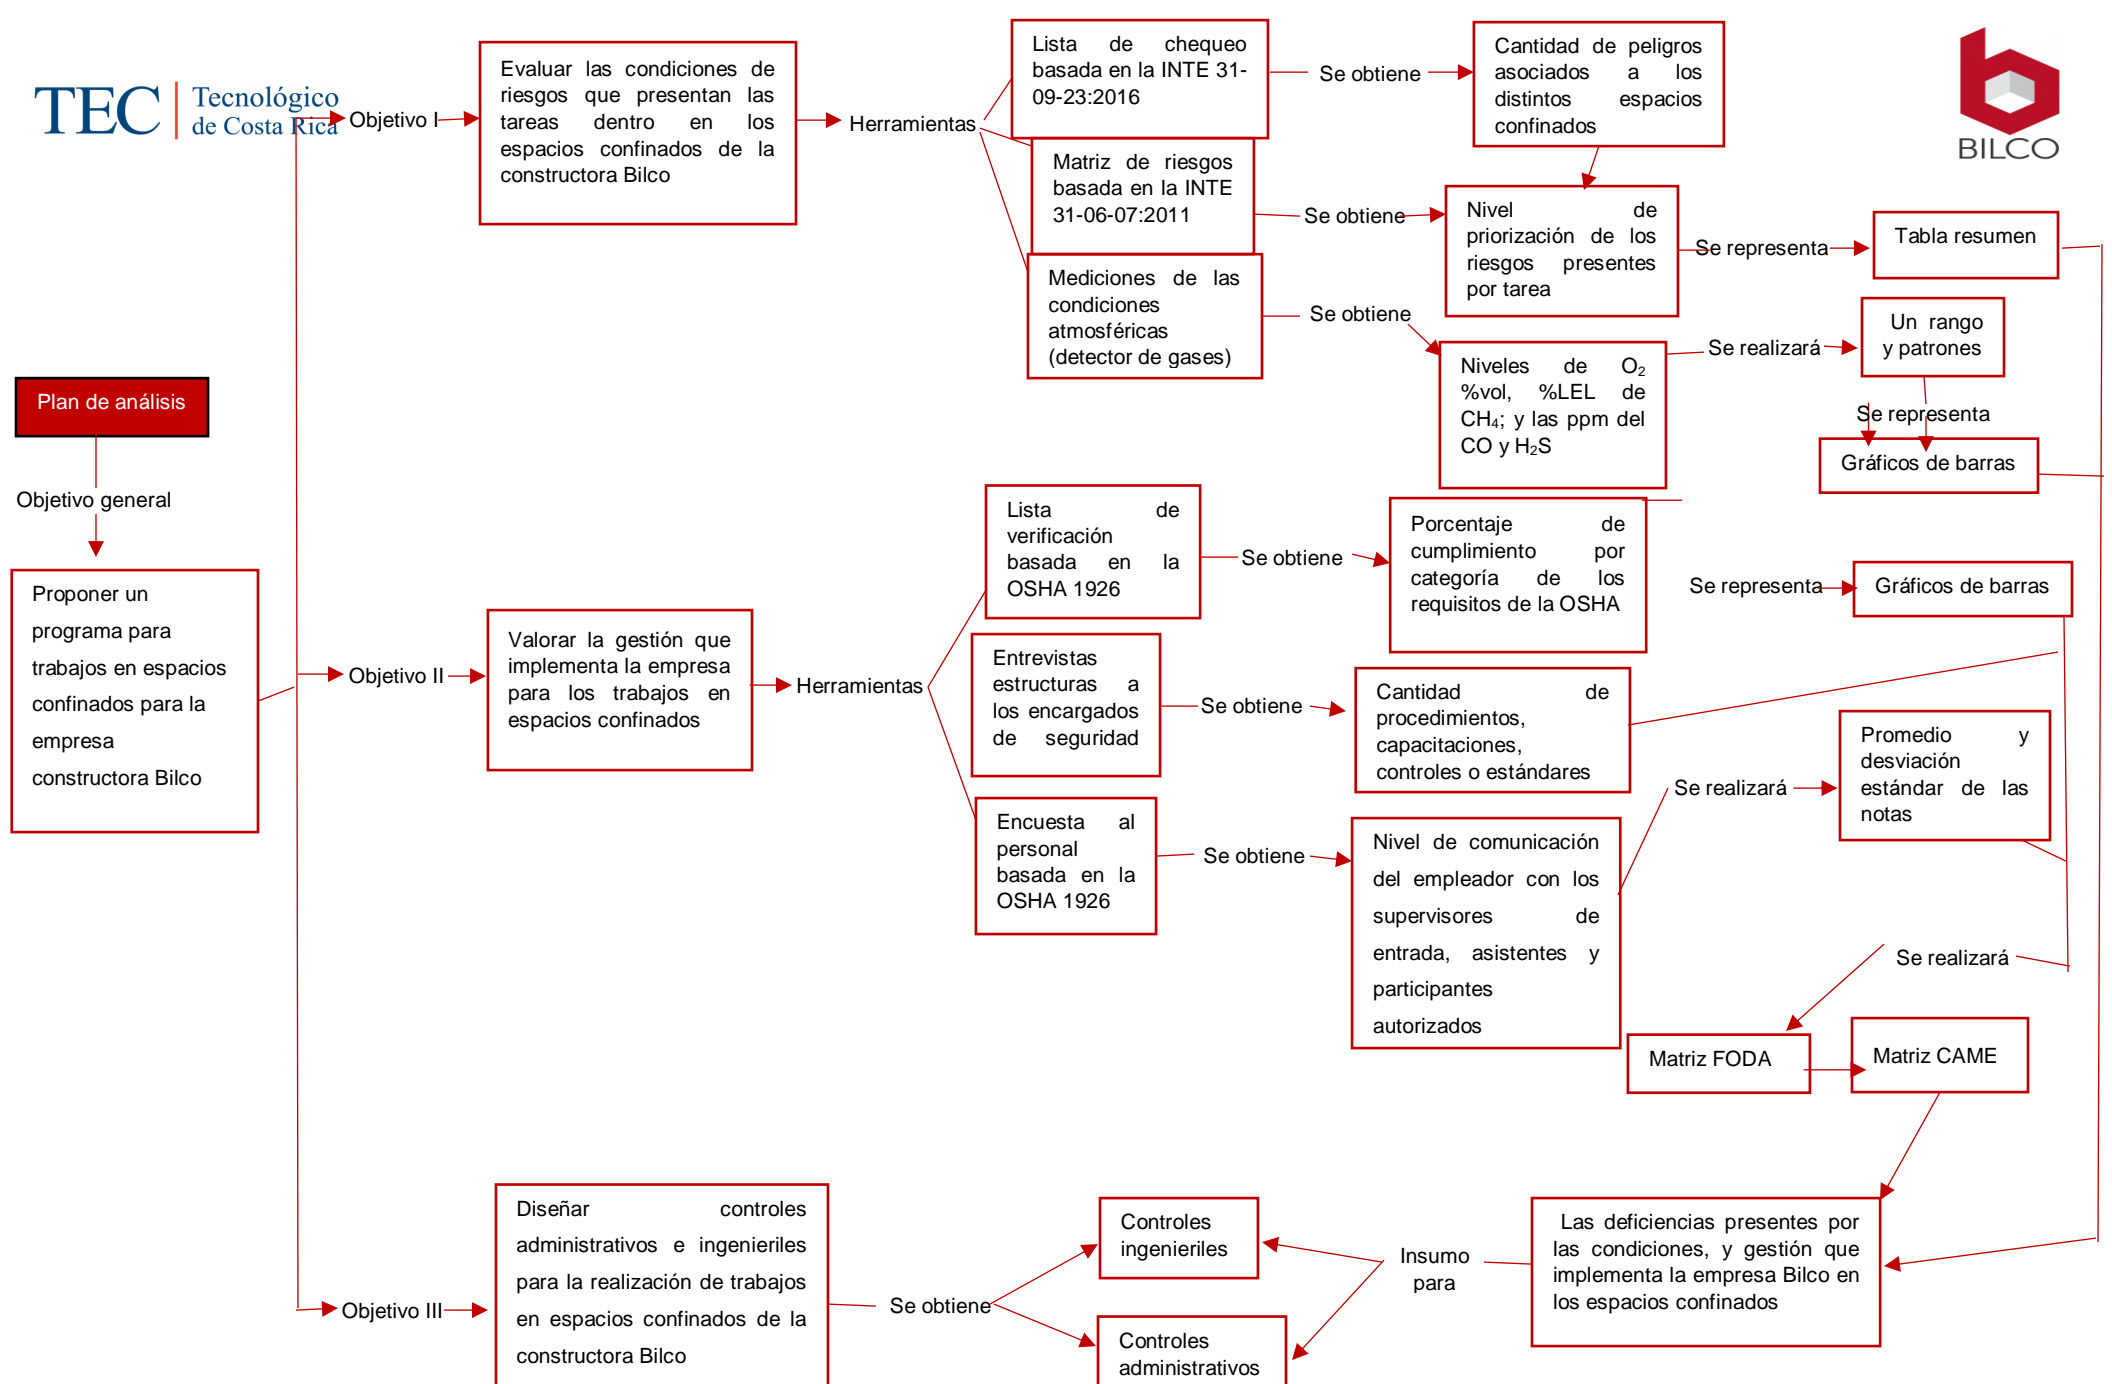 TEC
Tecnológico
de Costa Rica
BILCO
Plan de análisis
Objetivo general
Proponer un
programa para
trabajos en espacios
confinados para la
empresa
constructora Bilco
Objetivo I
Evaluar las condiciones de
riesgos que presentan las
tareas dentro en los
espacios confinados de la
constructora Bilco
Herramientas
Lista de chequeo
basada en la INTE 31-
09-23:2016
Se obtiene
Cantidad de peligros
asociados a los
distintos espacios
confinados
Matriz de riesgos
basada en la INTE
31-06-07:2011
Se obtiene
Nivel de
priorización de los
riesgos presentes
por tarea
Se representa
Tabla resumen
Mediciones de las
condiciones
atmosféricas
(detector de gases)
Se obtiene
Niveles de O₂
%vol, %LEL de
CH₄; y las ppm del
CO y H₂S
Se realizará
Un rango
y patrones
Se representa
Gráficos de barras
Objetivo II
Valorar la gestión que
implementa la empresa
para los trabajos en
espacios confinados
Herramientas
Lista de
verificación
basada en la
OSHA 1926
Se obtiene
Porcentaje de
cumplimiento por
categoría de los
requisitos de la OSHA
Se representa
Gráficos de barras
Entrevistas
estructuras a
los encargados
de seguridad
Se obtiene
Cantidad de
procedimientos,
capacitaciones,
controles o estándares
Encuesta al
personal
basada en la
OSHA 1926
Se obtiene
Nivel de comunicación
del empleador con los
supervisores de
entrada, asistentes y
participantes
autorizados
Se realizará
Promedio y
desviación
estándar de las
notas
Se realizará
Matriz FODA
Matriz CAME
Objetivo III
Diseñar controles
administrativos e ingenieriles
para la realización de trabajos
en espacios confinados de la
constructora Bilco
Se obtiene
Controles
ingenieriles
Controles
administrativos
Insumo
para
Las deficiencias presentes por
las condiciones, y gestión que
implementa la empresa Bilco en
los espacios confinados